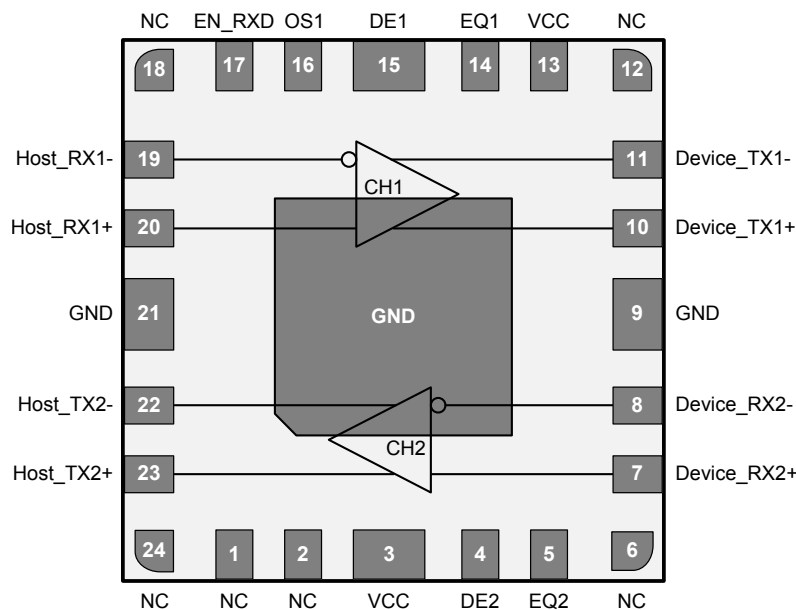 NC EN_RXD OS1 DE1 EQ1 VCC NC
18 17 16 15 14 13 12
Host_RX1- 19 11 Device_TX1-
CH1
Host_RX1+ 20 10 Device_TX1+
GND 21 GND 9 GND
Host_TX2- 22 8 Device_RX2-
CH2
Host_TX2+ 23 7 Device_RX2+
24 1 2 3 4 5 6
NC NC NC VCC DE2 EQ2 NC